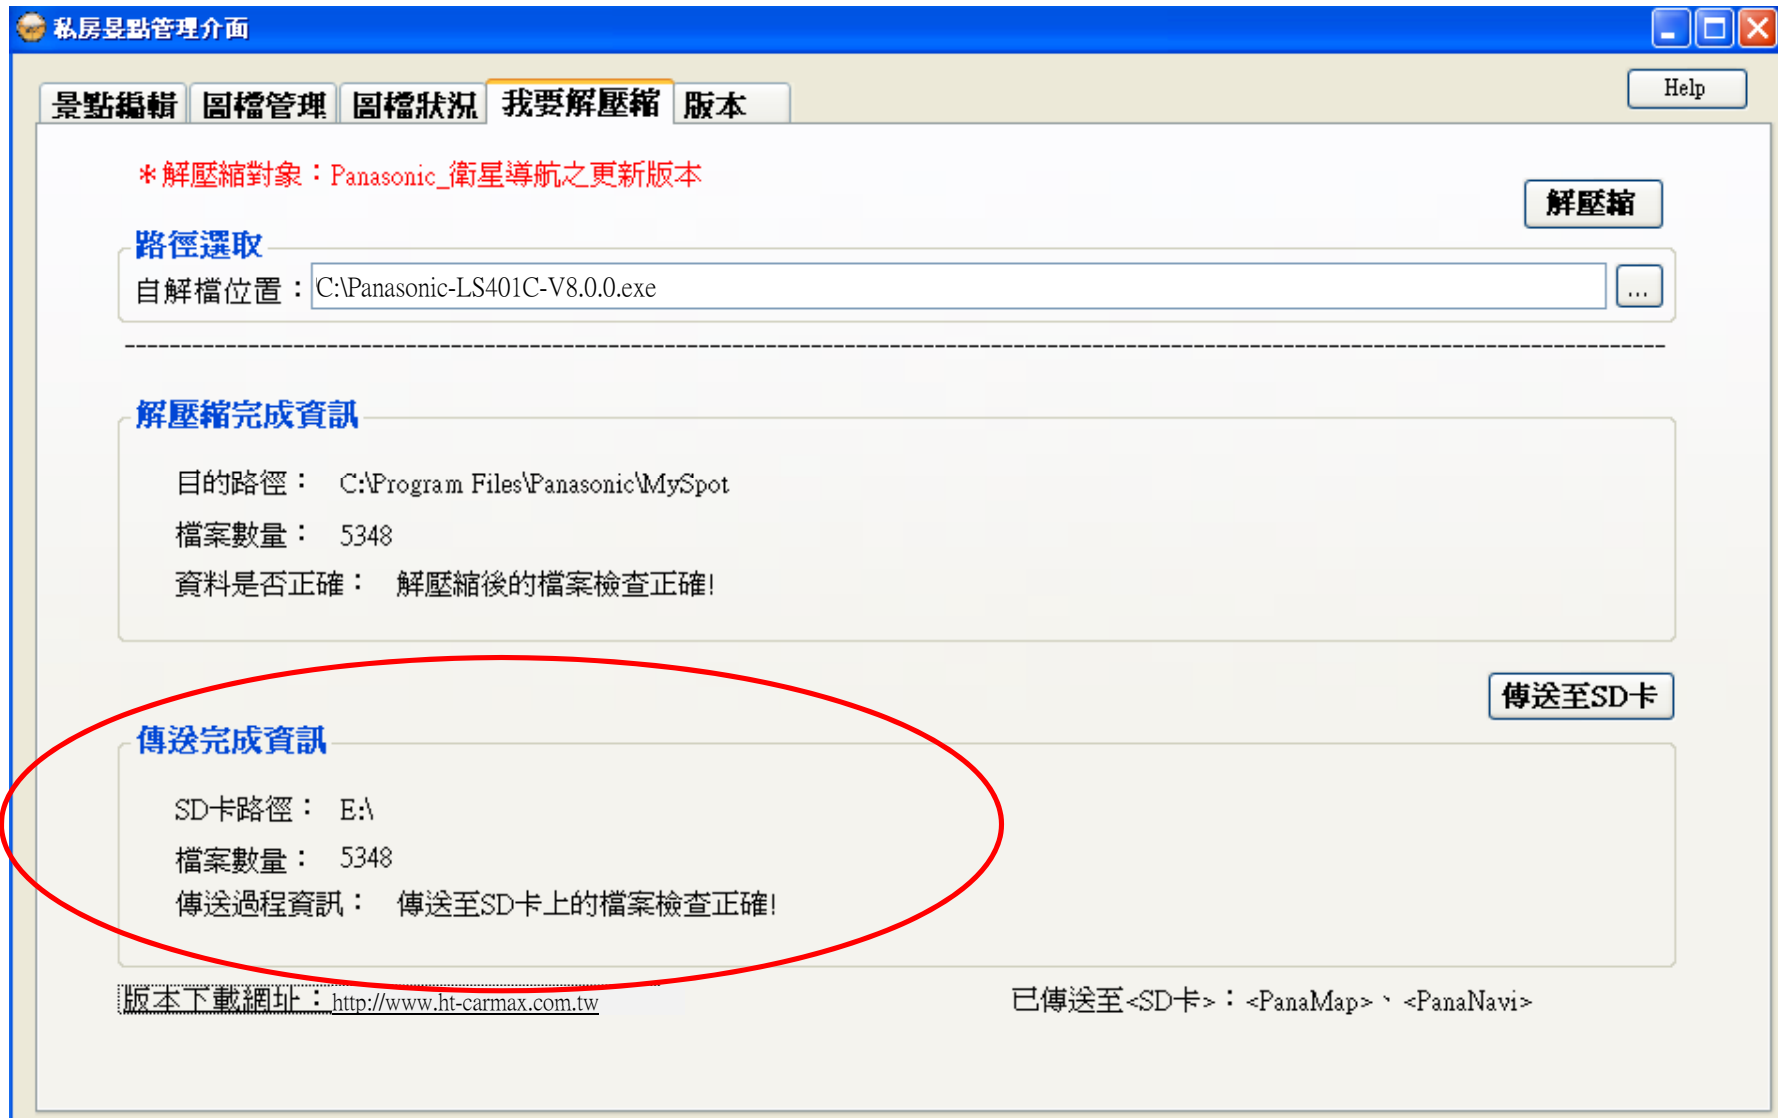 私房景點管理介面
Help
景點編輯 圖檔管理 圖檔狀況 我要解壓縮 版本
＊解壓縮對象：Panasonic_衛星導航之更新版本
解壓縮
路徑選取
自解檔位置： C:\Panasonic-LS401C-V8.0.0.exe ...
解壓縮完成資訊
目的路徑： C:\Program Files\Panasonic\MySpot
檔案數量： 5348
資料是否正確： 解壓縮後的檔案檢查正確!
傳送至SD卡
傳送完成資訊
SD卡路徑： E:\
檔案數量： 5348
傳送過程資訊： 傳送至SD卡上的檔案檢查正確!
版本下載網址：http://www.ht-carmax.com.tw 已傳送至<SD卡>：<PanaMap>、<PanaNavi>